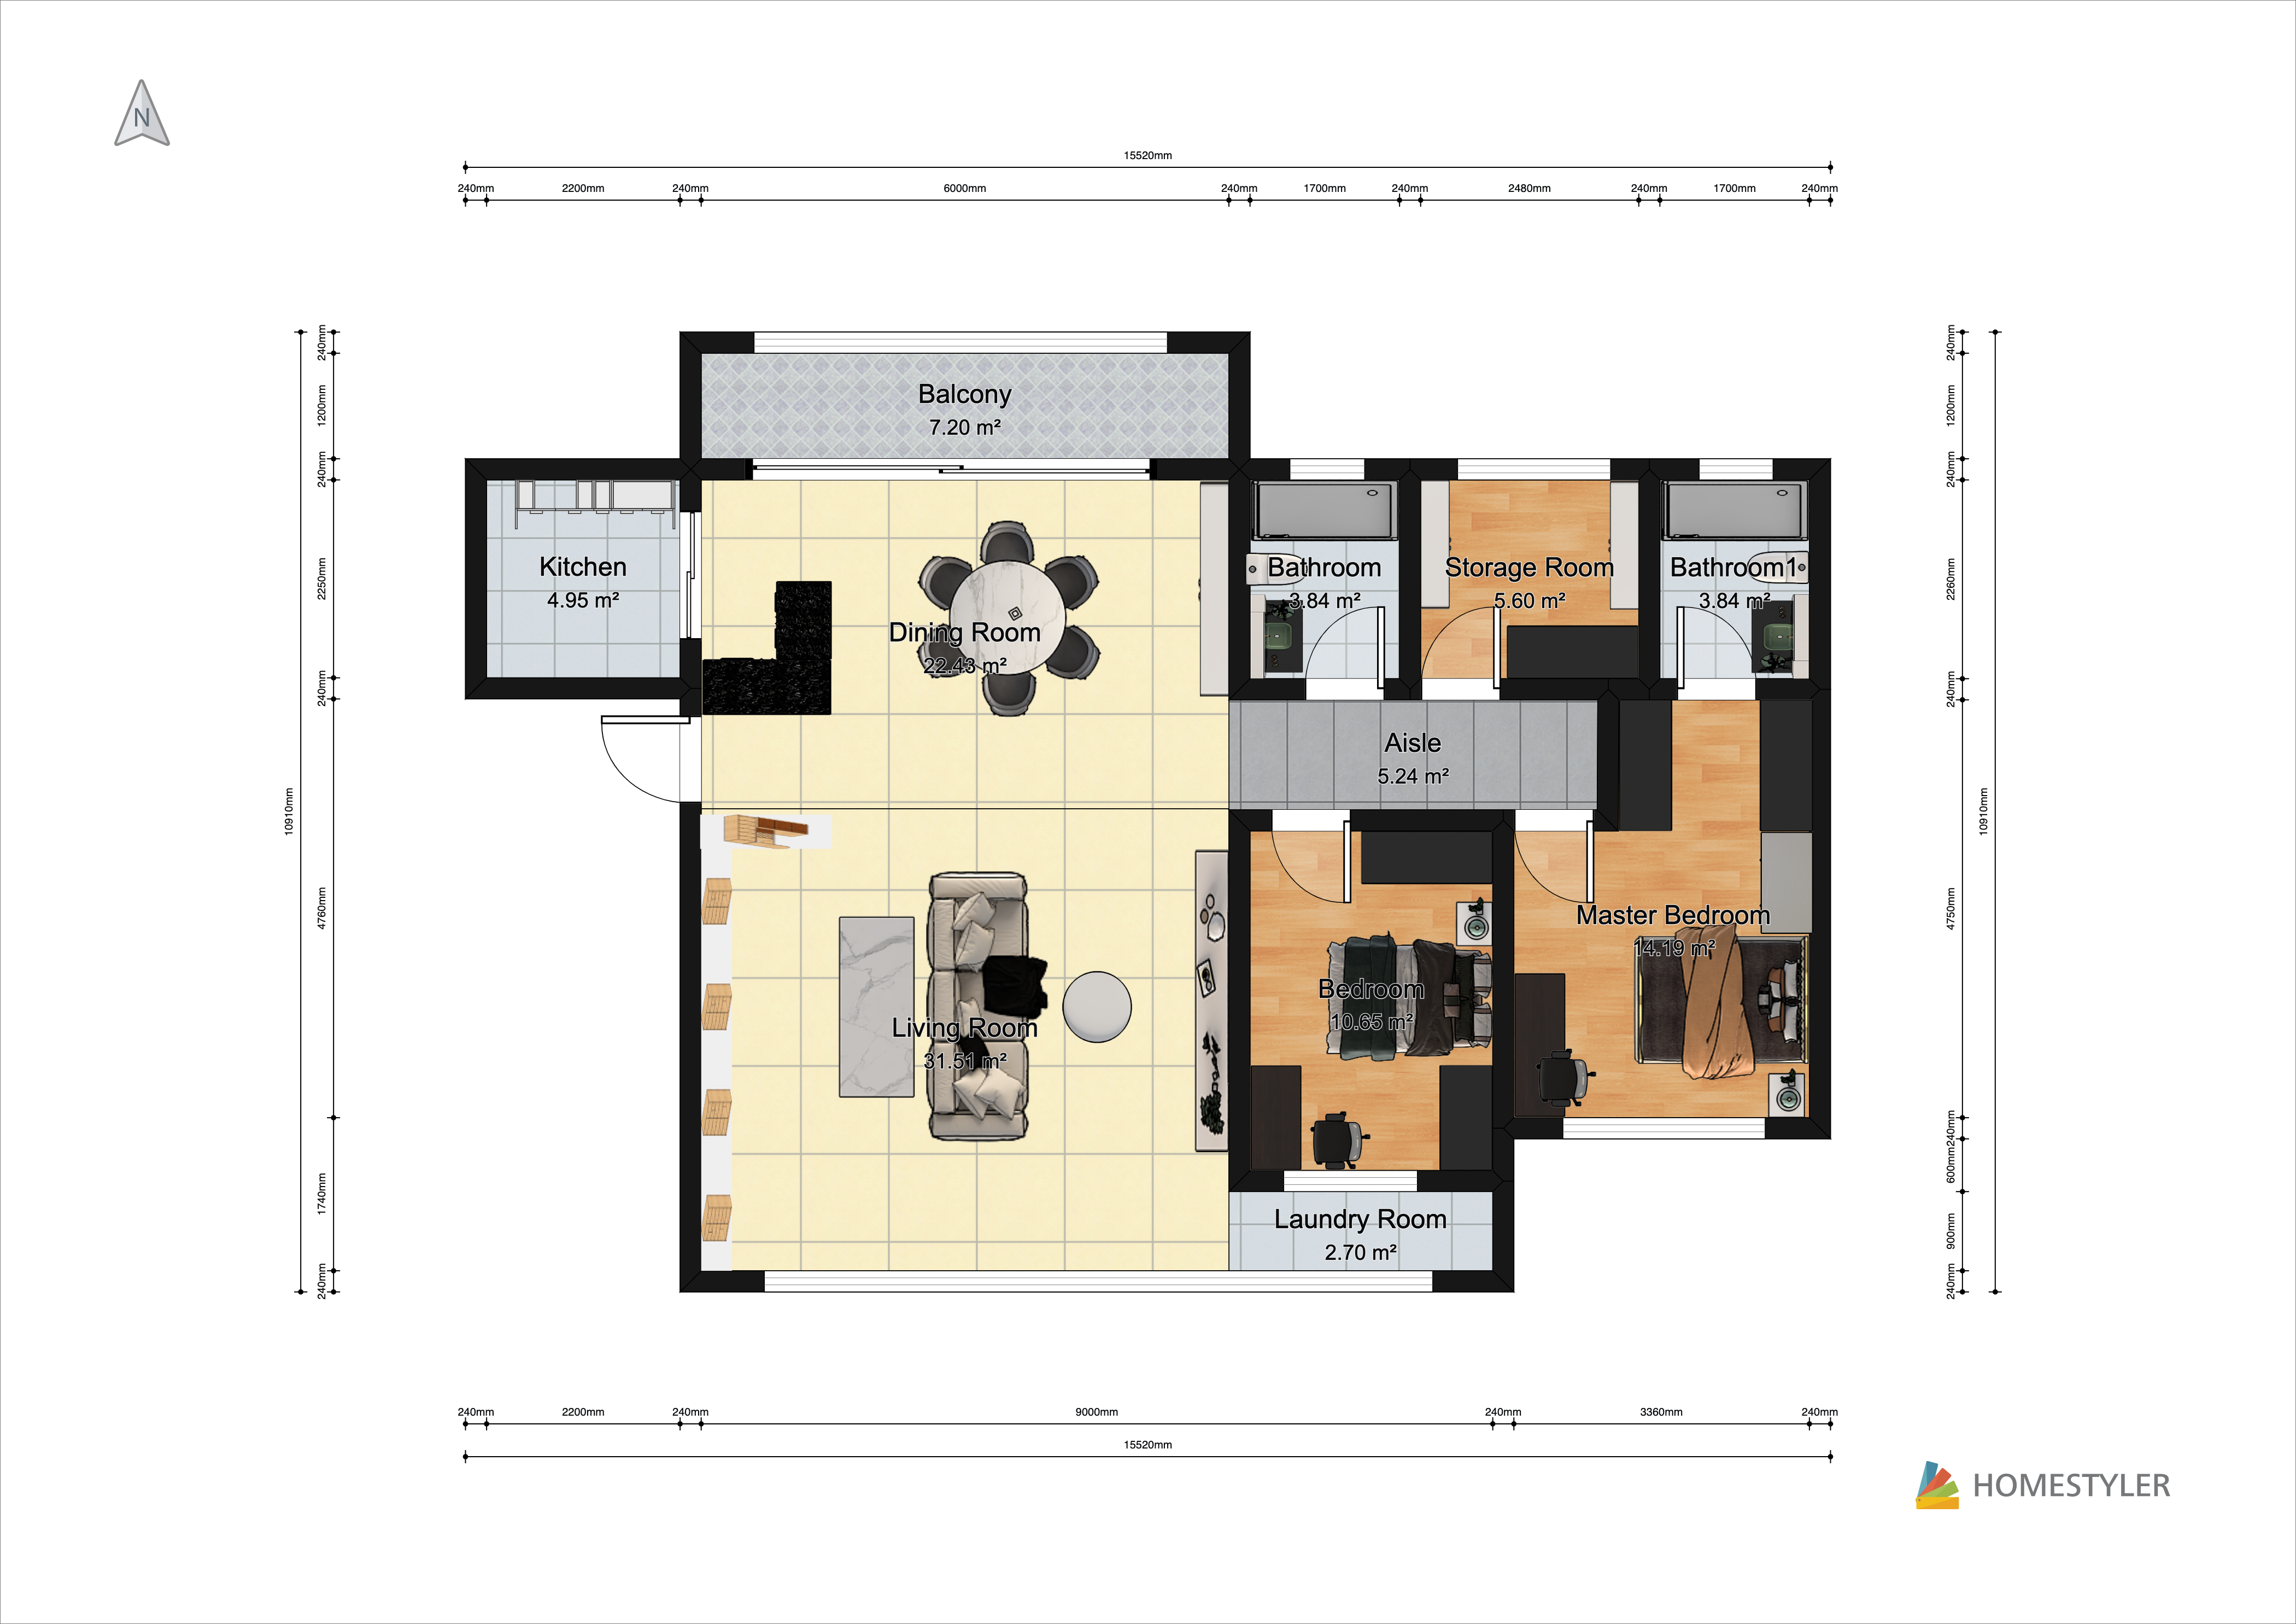 N
15520mm
240mm 2200mm 240mm 6000mm 240mm 1700mm 240mm 2480mm 240mm 1700mm 240mm
10910mm
240mm
1200mm
240mm
2250mm
240mm
4760mm
1740mm
240mm
Balcony
7.20 m²
Kitchen
4.95 m²
Dining Room
22.43 m²
Bathroom
3.84 m²
Storage Room
5.60 m²
Bathroom1
3.84 m²
Aisle
5.24 m²
Master Bedroom
14.19 m²
Bedroom
10.65 m²
Living Room
31.51 m²
Laundry Room
2.70 m²
240mm
1200mm
240mm
2260mm
240mm
4750mm
240mm
600mm
900mm
240mm
10910mm
240mm 2200mm 240mm 9000mm 240mm 3360mm 240mm
15520mm
HOMESTYLER